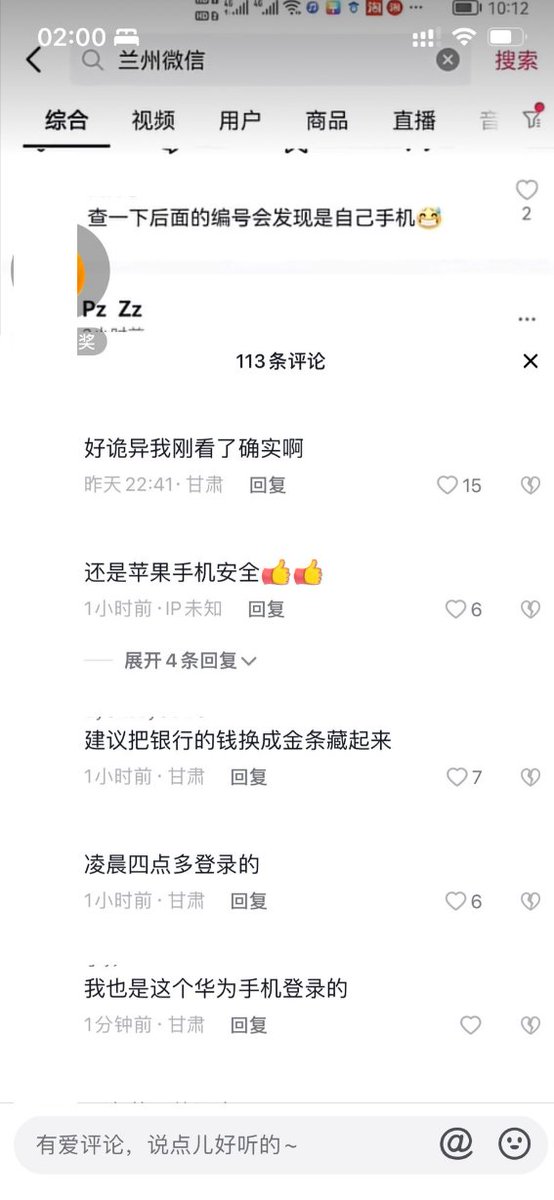 10:12
02:00
兰州微信
搜索
综合 视频 用户 商品 直播 音
查一下后面的编号会发现是自己手机😅
2
Pz Zz
奖
113条评论
好诡异我刚看了确实啊
昨天22:41·甘肃 回复 15
还是苹果手机安全👍👍
1小时前·IP未知 回复 6
展开4条回复
建议把银行的钱换成金条藏起来
1小时前·甘肃 回复 7
凌晨四点多登录的
1小时前·甘肃 回复 6
我也是这个华为手机登录的
1分钟前·甘肃 回复
有爱评论，说点儿好听的~